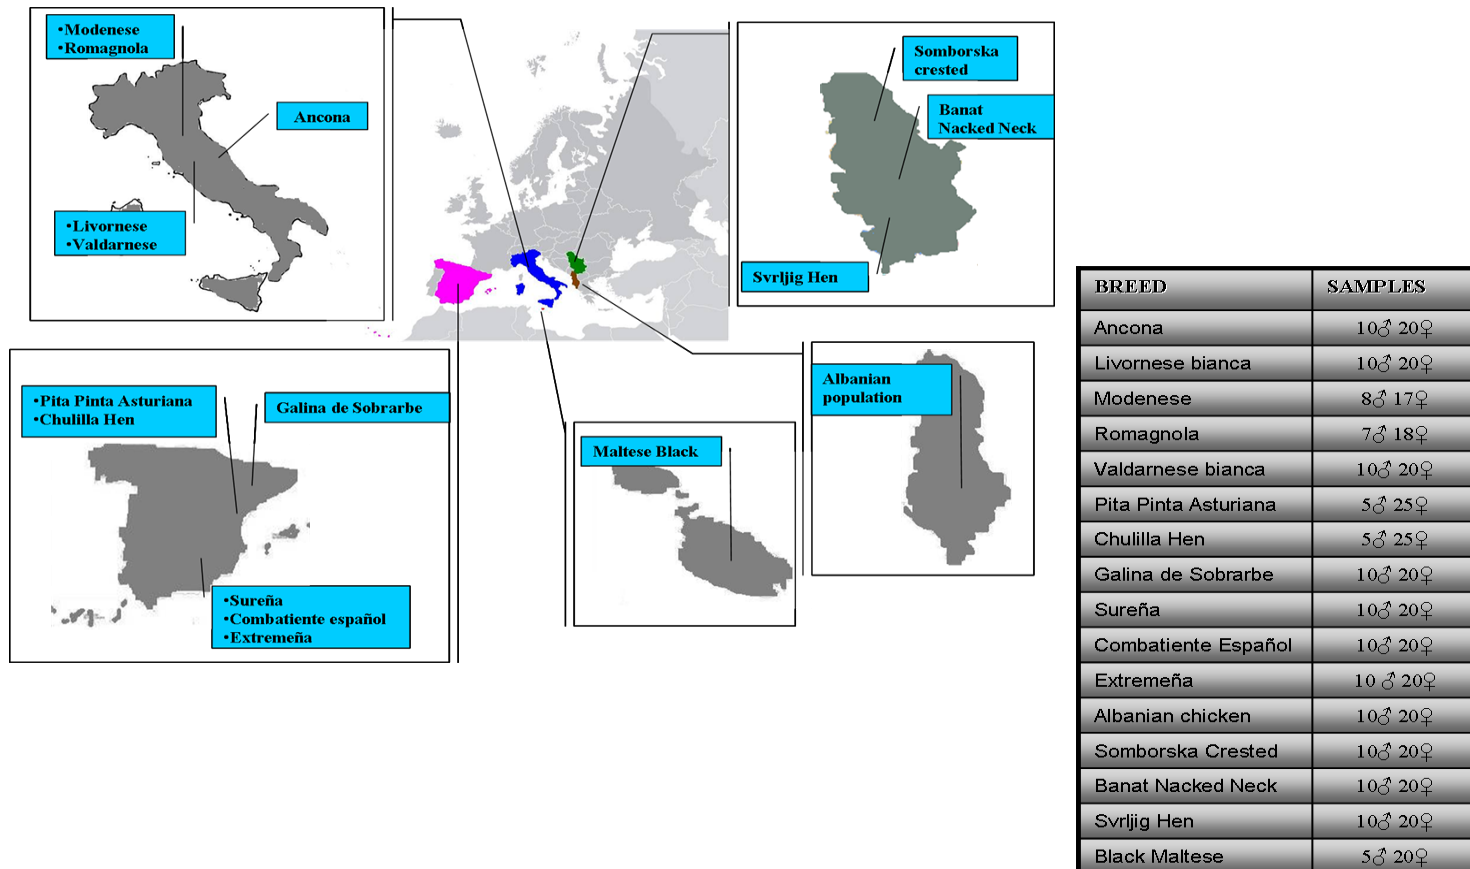 •Modenese
•Romagnola
Ancona
•Livornese
•Valdarnese
Somborska
crested
Banat
Nacked Neck
Svrljig Hen
•Pita Pinta Asturiana
•Chulilla Hen
Galina de Sobrarbe
•Sureña
•Combatiente español
•Extremeña
Maltese Black
Albanian
population
BREED SAMPLES
Ancona 10♂ 20♀
Livornese bianca 10♂ 20♀
Modenese 8♂ 17♀
Romagnola 7♂ 18♀
Valdarnese bianca 10♂ 20♀
Pita Pinta Asturiana 5♂ 25♀
Chulilla Hen 5♂ 25♀
Galina de Sobrarbe 10♂ 20♀
Sureña 10♂ 20♀
Combatiente Español 10♂ 20♀
Extremeña 10 ♂ 20♀
Albanian chicken 10♂ 20♀
Somborska Crested 10♂ 20♀
Banat Nacked Neck 10♂ 20♀
Svrljig Hen 10♂ 20♀
Black Maltese 5♂ 20♀